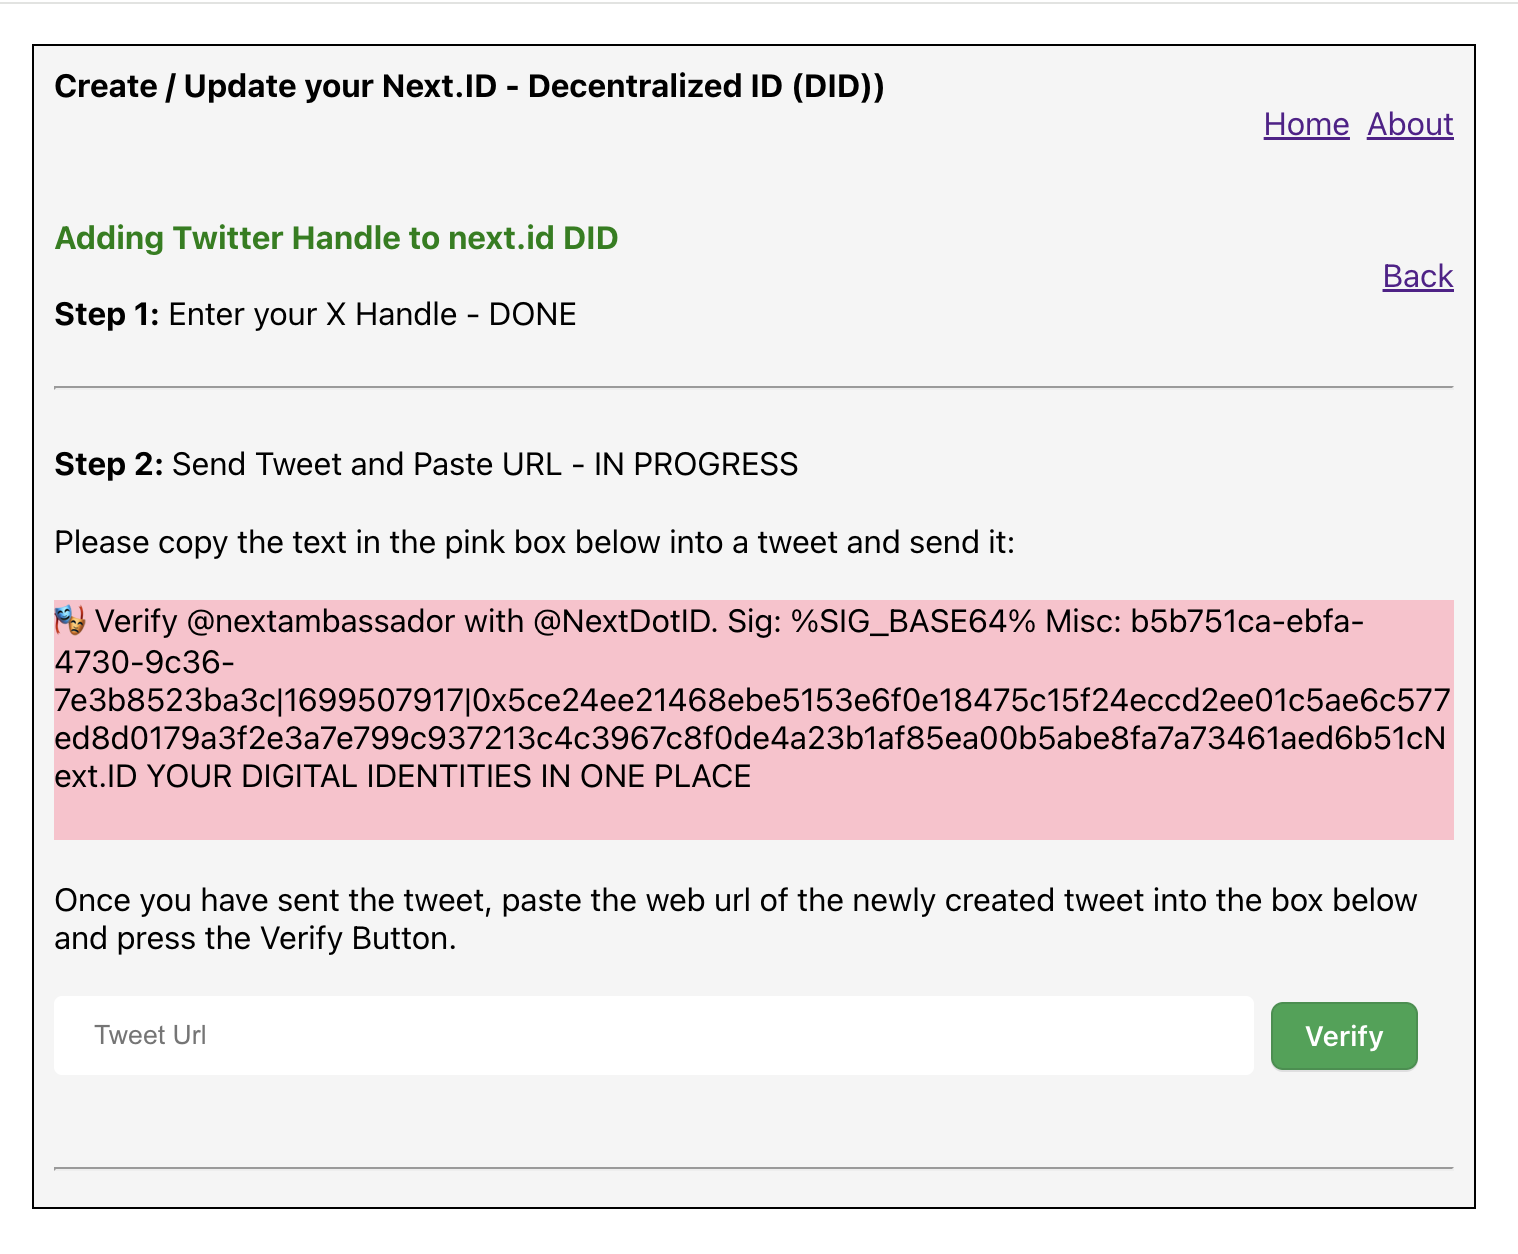 Create / Update your Next.ID - Decentralized ID (DID))
Home About
Adding Twitter Handle to next.id DID
Back
Step 1: Enter your X Handle - DONE
Step 2: Send Tweet and Paste URL - IN PROGRESS
Please copy the text in the pink box below into a tweet and send it:
🎭 Verify @nextambassador with @NextDotID. Sig: %SIG_BASE64% Misc: b5b751ca-ebfa-
4730-9c36-
7e3b8523ba3c|1699507917|0x5ce24ee21468ebe5153e6f0e18475c15f24eccd2ee01c5ae6c577
ed8d0179a3f2e3a7e799c937213c4c3967c8f0de4a23b1af85ea00b5abe8fa7a73461aed6b51cN
ext.ID YOUR DIGITAL IDENTITIES IN ONE PLACE
Once you have sent the tweet, paste the web url of the newly created tweet into the box below
and press the Verify Button.
Tweet Url
Verify